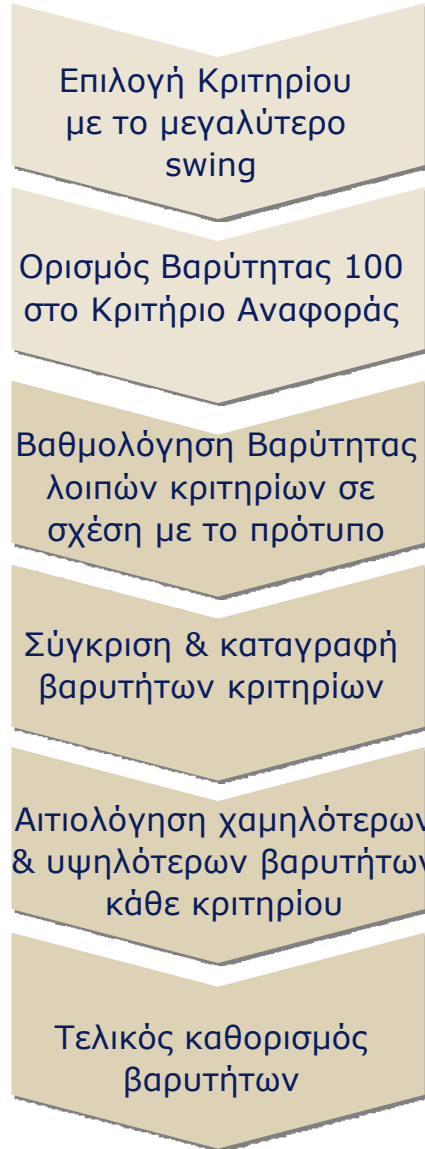 Επιλογή Κριτηρίου
με το μεγαλύτερο
swing
Ορισμός Βαρύτητας 100
στο Κριτήριο Αναφοράς
Βαθμολόγηση Βαρύτητας
λοιπών κριτηρίων σε
σχέση με το πρότυπο
Σύγκριση & καταγραφή
βαρυτήτων κριτηρίων
Αιτιολόγηση χαμηλότερων
& υψηλότερων βαρυτήτων
κάθε κριτηρίου
Τελικός καθορισμός
βαρυτήτων